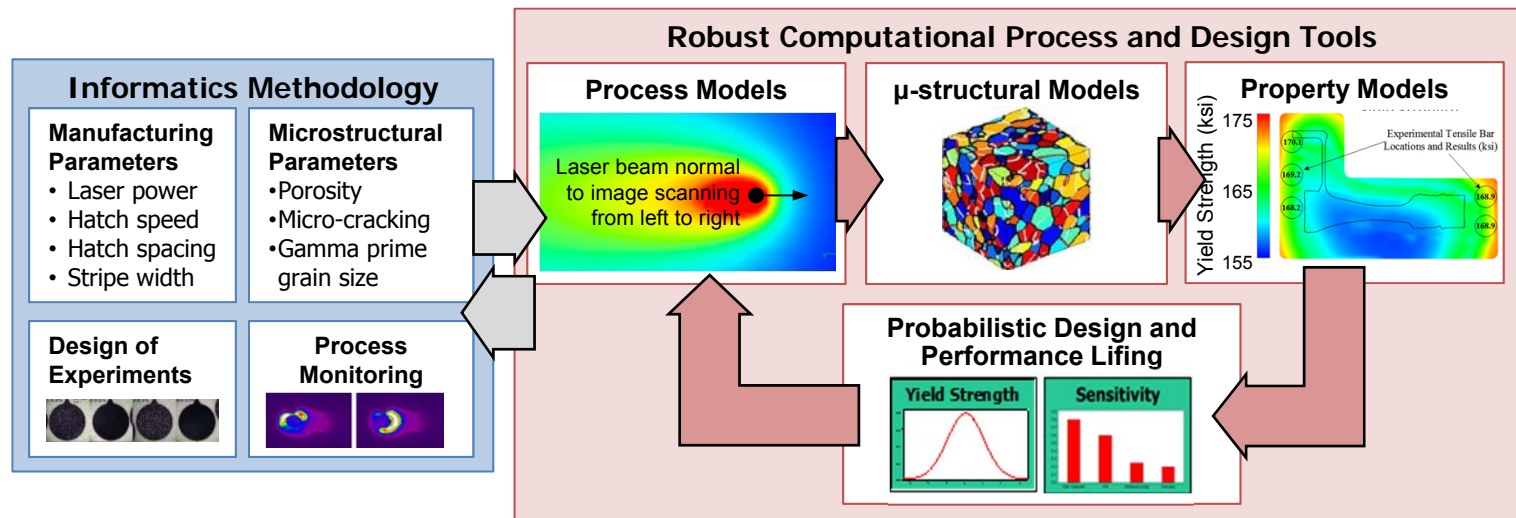 Informatics Methodology
Manufacturing
Parameters
• Laser power
• Hatch speed
• Hatch spacing
• Stripe width
Microstructural
Parameters
•Porosity
•Micro-cracking
•Gamma prime
grain size
Design of
Experiments
Process
Monitoring
Robust Computational Process and Design Tools
Process Models
Laser beam normal
to image scanning
from left to right
µ-structural Models
Property Models
Yield Strength (ksi)
175
165
155
Experimental Tensile Bar
Locations and Results (ksi)
170.1
169.2
168.2
168.9
168.9
Probabilistic Design and
Performance Lifing
Yield Strength
Sensitivity